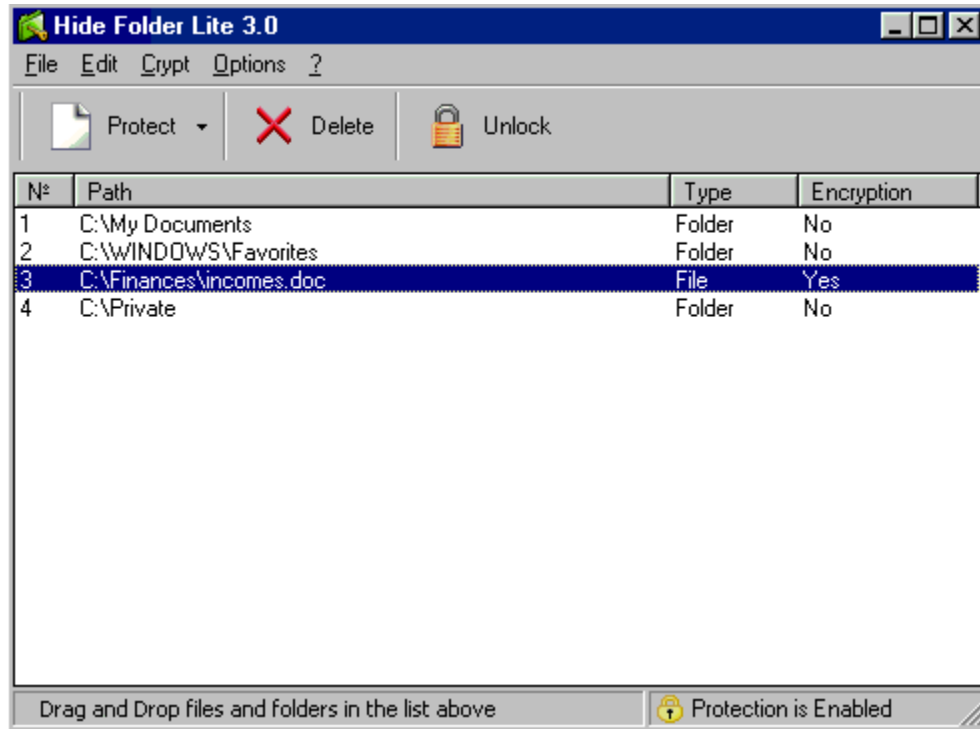 Hide Folder Lite 3.0
File Edit Crypt Options ?
Protect Delete Unlock
Nº Path Type Encryption
1 C:\My Documents Folder No
2 C:\WINDOWS\Favorites Folder No
3 C:\Finances\incomes.doc File Yes
4 C:\Private Folder No
Drag and Drop files and folders in the list above Protection is Enabled